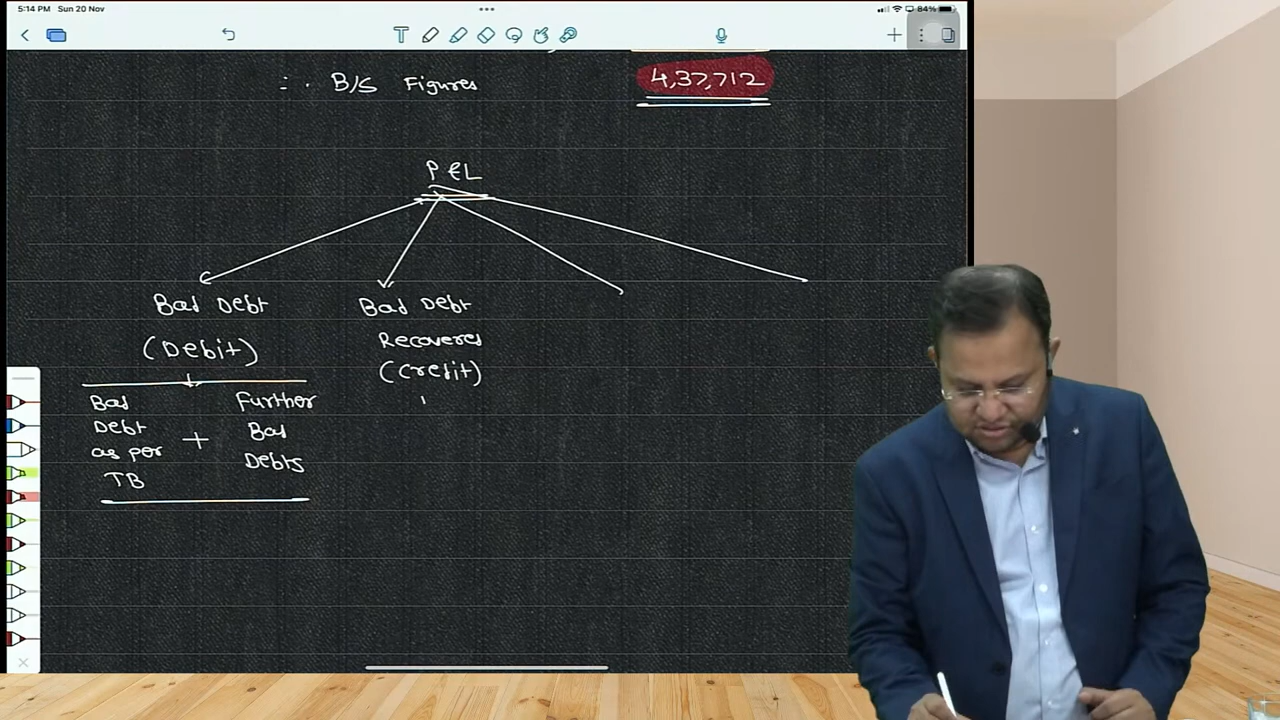 5:14 PM Sun 20 Nov
84%
∴ B/S Figures 4,37,712
P&L
Bad Debt
(Debit)
Bad
Debt
as per
TB
+
Further
Bad
Debts
Bad Debt
Recovered
(Credit)